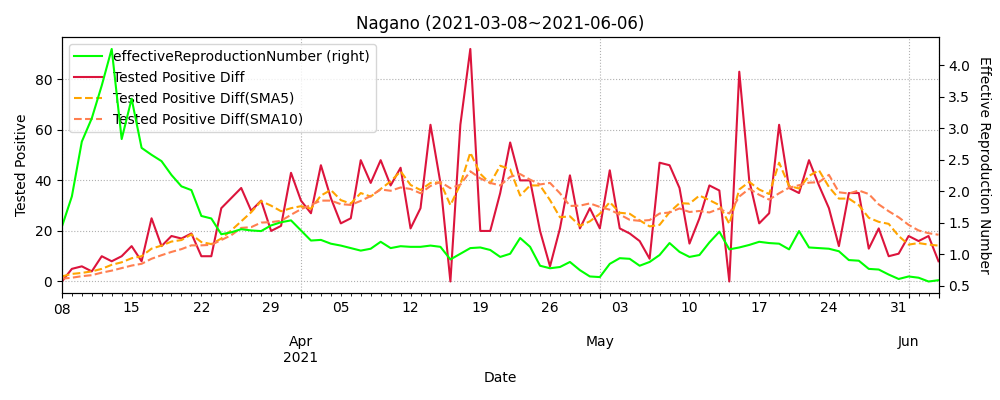 Nagano (2021-03-08~2021-06-06)
effectiveReproductionNumber (right)
Tested Positive Diff
Tested Positive Diff(SMA5)
Tested Positive Diff(SMA10)
Tested Positive
80
60
40
20
0
4.0
3.5
3.0
2.5
2.0
1.5
1.0
0.5
Effective Reproduction Number
08 15 22 29 05 12 19 26 03 10 17 24 31
Apr May Jun
2021
Date